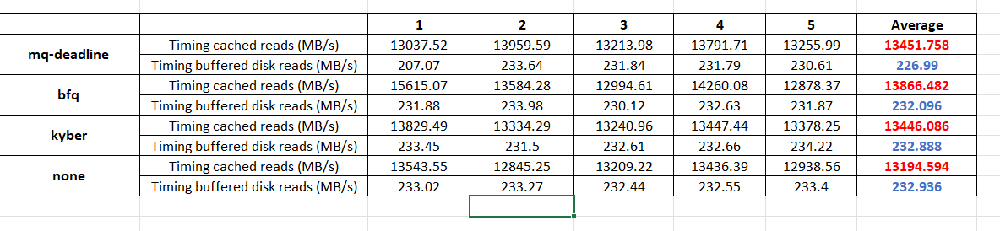 1 2 3 4 5 Average
mq-deadline Timing cached reads (MB/s) 13037.52 13959.59 13213.98 13791.71 13255.99 13451.758
Timing buffered disk reads (MB/s) 207.07 233.64 231.84 231.79 230.61 226.99
bfq Timing cached reads (MB/s) 15615.07 13584.28 12994.61 14260.08 12878.37 13866.482
Timing buffered disk reads (MB/s) 231.88 233.98 230.12 232.63 231.87 232.096
kyber Timing cached reads (MB/s) 13829.49 13334.29 13240.96 13447.44 13378.25 13446.086
Timing buffered disk reads (MB/s) 233.45 231.5 232.61 232.66 234.22 232.888
none Timing cached reads (MB/s) 13543.55 12845.25 13209.22 13436.39 12938.56 13194.594
Timing buffered disk reads (MB/s) 233.02 233.27 232.44 232.55 233.4 232.936